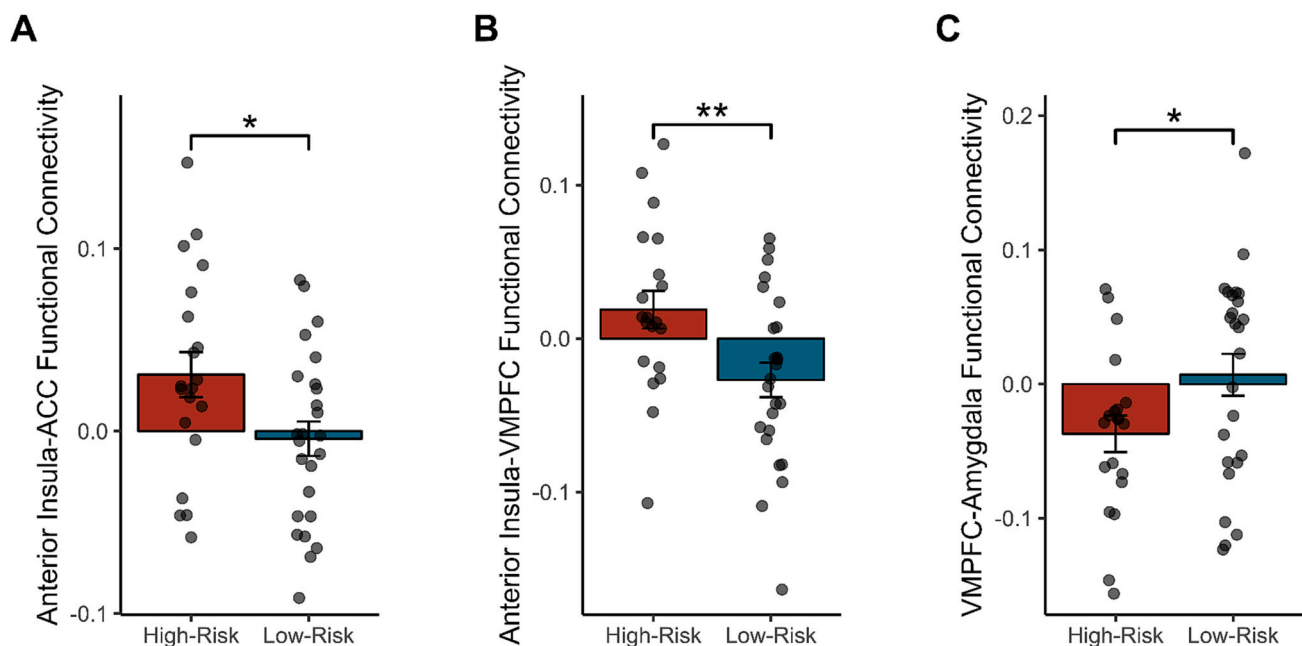 A
Anterior Insula-ACC Functional Connectivity
0.1
0.0
-0.1
*
High-Risk Low-Risk
B
Anterior Insula-VMPFC Functional Connectivity
0.1
0.0
-0.1
**
High-Risk Low-Risk
C
VMPFC-Amygdala Functional Connectivity
0.2
0.1
0.0
-0.1
*
High-Risk Low-Risk